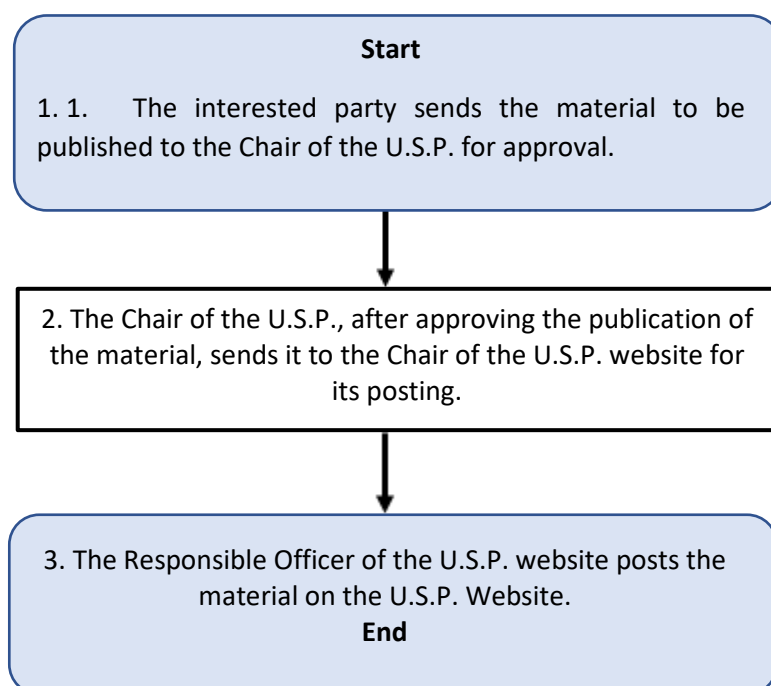 Start
1. 1. The interested party sends the material to be
published to the Chair of the U.S.P. for approval.
2. The Chair of the U.S.P., after approving the publication of
the material, sends it to the Chair of the U.S.P. website for
its posting.
3. The Responsible Officer of the U.S.P. website posts the
material on the U.S.P. Website.
End